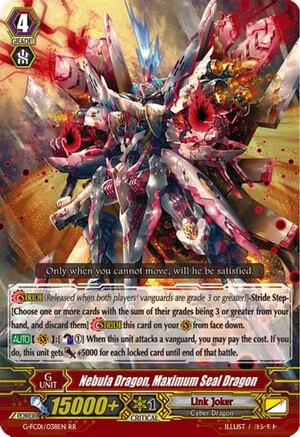 4
GRADE
Only when you cannot move, will he be satisfied.
STRIDE (Released when both players' vanguards are grade 3 or greater!)-Stride Step-
[Choose one or more cards with the sum of their grades being 3 or greater from your
hand, and discard them] STRIDE this card on your from face down.
AUTO 1: [ 1] When this unit attacks a vanguard, you may pay the cost. If you
do, this unit gets +5000 for each locked card until end of that battle.
G
UNIT
Nebula Dragon, Maximum Seal Dragon
POWER 15000+
1
CRITICAL
Link Joker
Cyber Dragon
G-FC01/038EN RR
ILLUST / ヨシモト